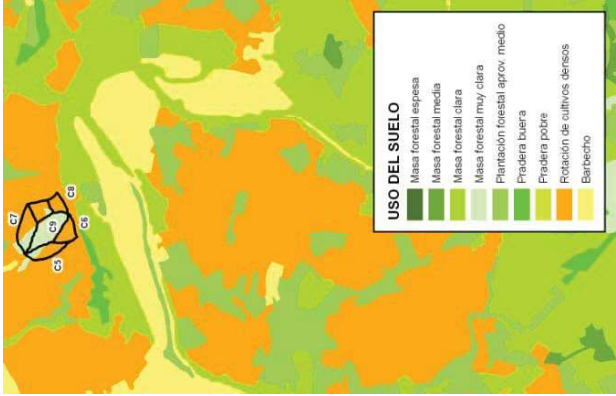 C7
C8
C9
C6
C5
USO DEL SUELO
Masa forestal espesa
Masa forestal media
Masa forestal clara
Masa forestal muy clara
Plantación forestal aprov. medio
Pradera buena
Pradera pobre
Rotación de cultivos densos
Barbecho